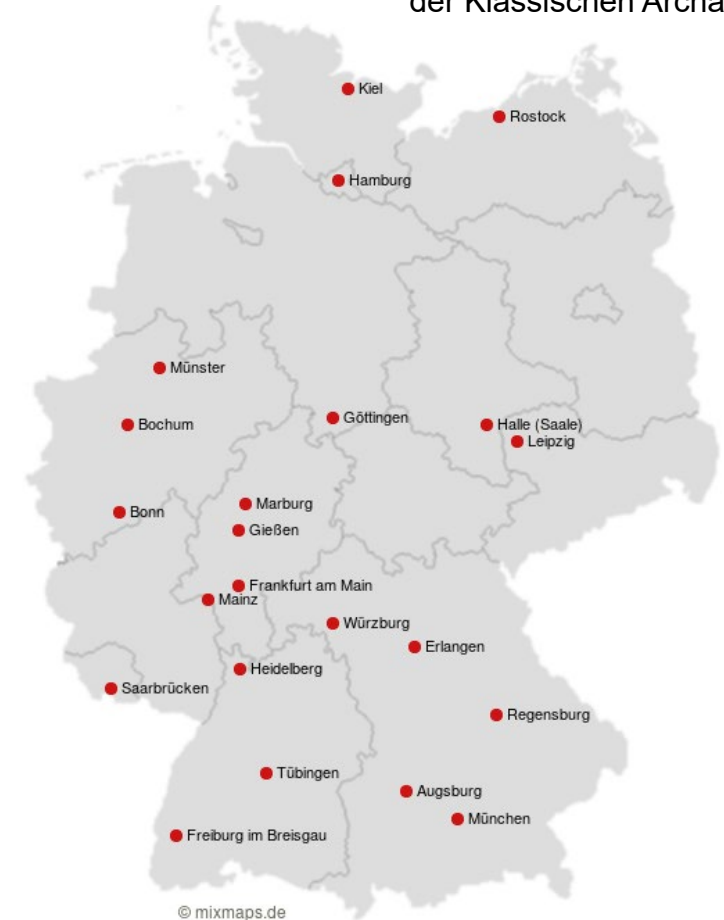 der Klassischen Archä
Kiel
Rostock
Hamburg
Münster
Göttingen
Bochum
Halle (Saale)
Leipzig
Marburg
Bonn
Gießen
Frankfurt am Main
Mainz
Würzburg
Erlangen
Heidelberg
Saarbrücken
Regensburg
Tübingen
Augsburg
München
Freiburg im Breisgau
© mixmaps.de